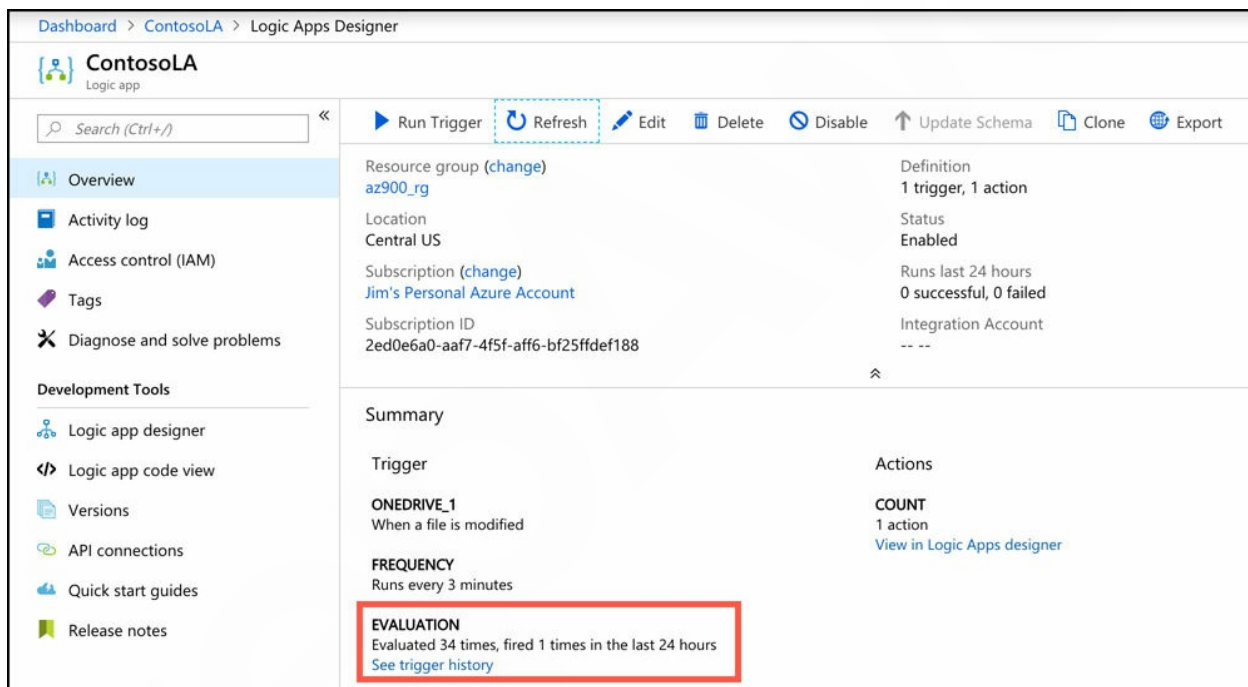 Dashboard > ContosoLA > Logic Apps Designer
ContosoLA
Logic app
Search (Ctrl+/)
«
Overview
Activity log
Access control (IAM)
Tags
Diagnose and solve problems
Development Tools
Logic app designer
Logic app code view
Versions
API connections
Quick start guides
Release notes
Run Trigger Refresh Edit Delete Disable Update Schema Clone Export
Resource group (change)
az900_rg
Location
Central US
Subscription (change)
Jim's Personal Azure Account
Subscription ID
2ed0e6a0-aaf7-4f5f-aff6-bf25ffdef188
Definition
1 trigger, 1 action
Status
Enabled
Runs last 24 hours
0 successful, 0 failed
Integration Account
-- --
Summary
Trigger
ONEDRIVE_1
When a file is modified
FREQUENCY
Runs every 3 minutes
EVALUATION
Evaluated 34 times, fired 1 times in the last 24 hours
See trigger history
Actions
COUNT
1 action
View in Logic Apps designer